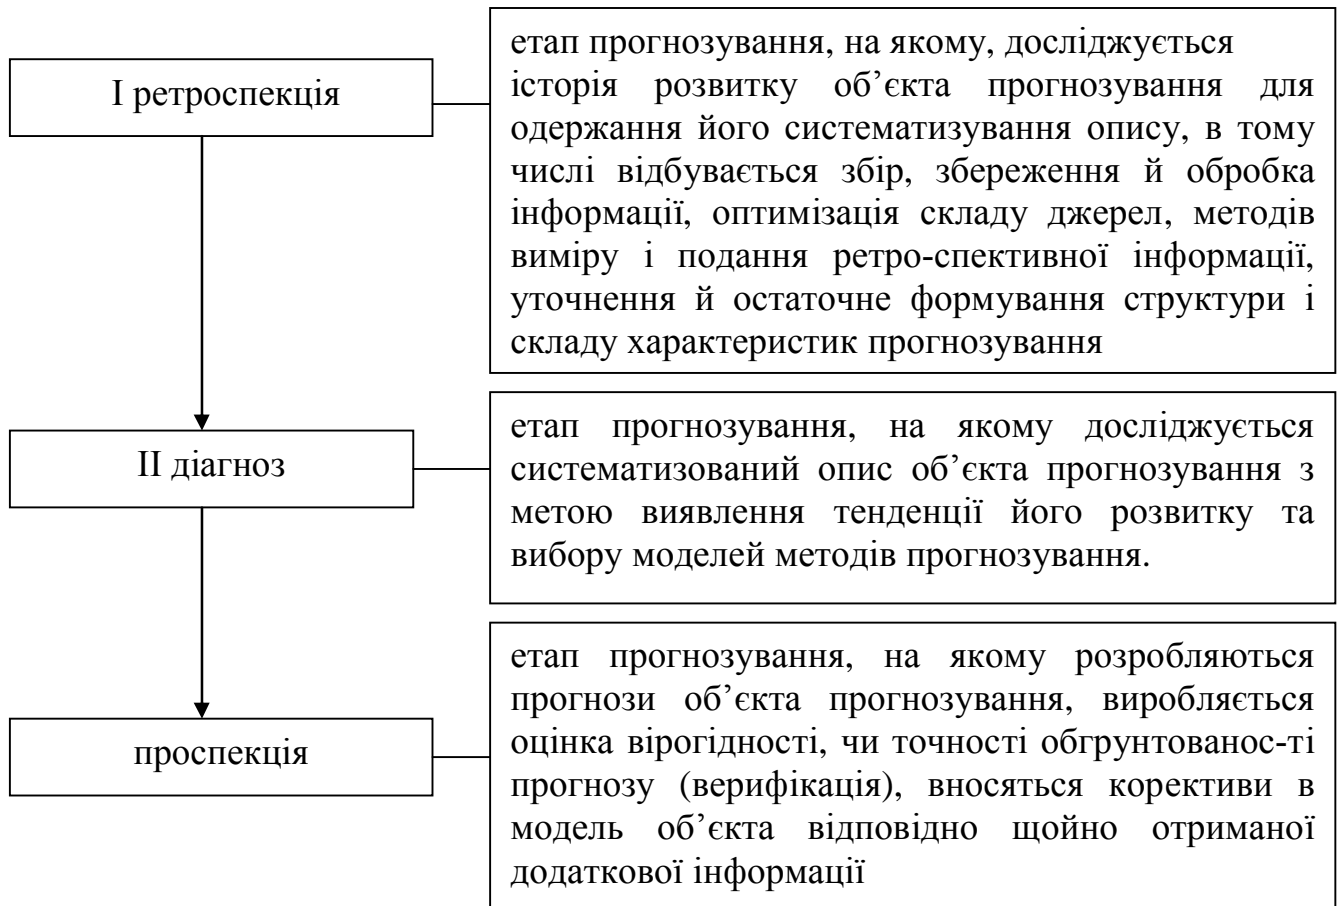 І ретроспекція
етап прогнозування, на якому, досліджується
історія розвитку об’єкта прогнозування для
одержання його систематизування опису, в тому
числі відбувається збір, збереження й обробка
інформації, оптимізація складу джерел, методів
виміру і подання ретро-спективної інформації,
уточнення й остаточне формування структури і
складу характеристик прогнозування
ІІ діагноз
етап прогнозування, на якому досліджується
систематизований опис об’єкта прогнозування з
метою виявлення тенденції його розвитку та
вибору моделей методів прогнозування.
проспекція
етап прогнозування, на якому розробляються
прогнози об’єкта прогнозування, виробляється
оцінка вірогідності, чи точності обгрунтованос-ті
прогнозу (верифікація), вносяться корективи в
модель об’єкта відповідно щойно отриманої
додаткової інформації